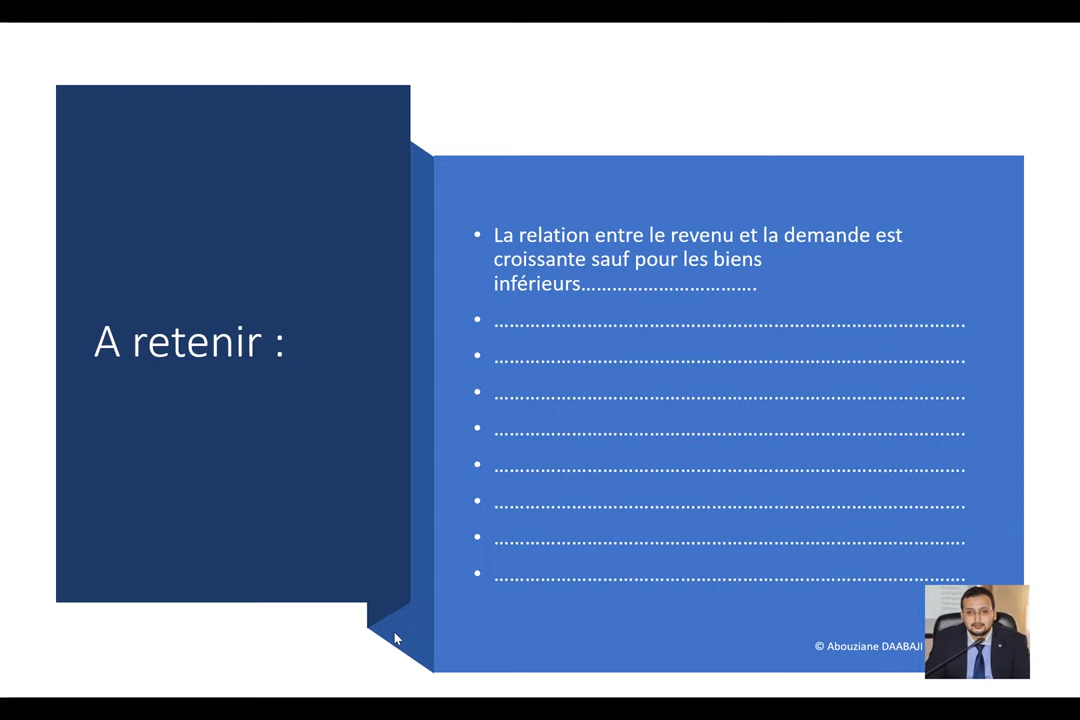 A retenir :
• La relation entre le revenu et la demande est
croissante sauf pour les biens
inférieurs……………………………..
• …………………………………………………………………………………..
• …………………………………………………………………………………..
• …………………………………………………………………………………..
• …………………………………………………………………………………..
• …………………………………………………………………………………..
• …………………………………………………………………………………..
• …………………………………………………………………………………..
• …………………………………………………………………………………..
© Abouziane DAABAJI